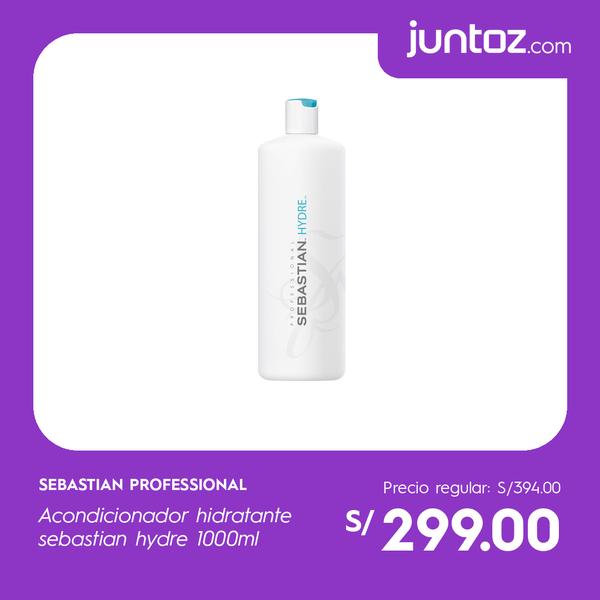 juntoz.com
PROFESSIONAL
SEBASTIAN. HYDRE.
SEBASTIAN PROFESSIONAL
Acondicionador hidratante
sebastian hydre 1000ml
Precio regular: S/394.00
S/299.00